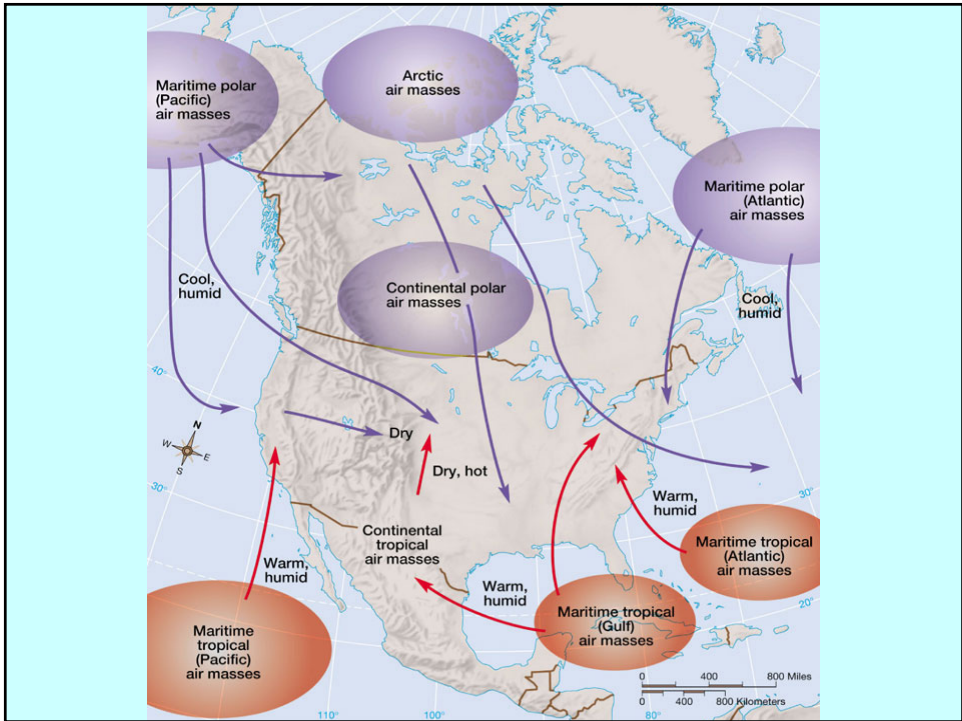 Maritime polar
(Pacific)
air masses
Arctic
air masses
Maritime polar
(Atlantic)
air masses
Cool,
humid
Continental polar
air masses
Cool,
humid
40°
N
W
E
S
Dry
Dry, hot
30°
30°
Continental
tropical
air masses
Warm,
humid
Warm,
humid
Maritime tropical
(Atlantic)
air masses
Warm,
humid
Maritime tropical
(Gulf)
air masses
20°
Maritime
tropical
(Pacific)
air masses
0 400 800 Miles
0 400 800 Kilometers
110°
100°
80°